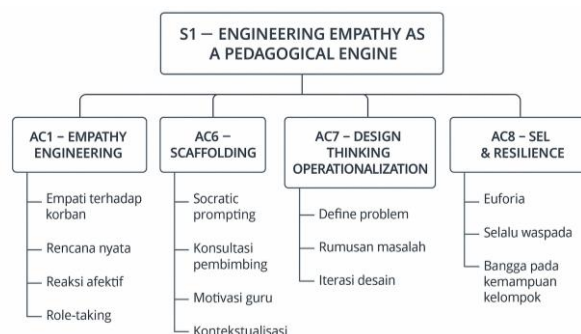 S1 — ENGINEERING EMPATHY AS
A PEDAGOGICAL ENGINE
AC1 – EMPATHY
ENGINEERING
Empati terhadap
korban
Rencana nyata
Reaksi afektif
Role-taking
AC6 –
SCAFFOLDING
Socratic
prompting
Konsultasi
pembimbing
Motivasi guru
Kontekstualisasi
AC7 – DESIGN
THINKING
OPERATIONALIZATION
Define problem
Rumusan masalah
Iterasi desain
AC8 – SEL
& RESILIENCE
Euforia
Selalu waspada
Bangga pada
kemampuan
kelompok